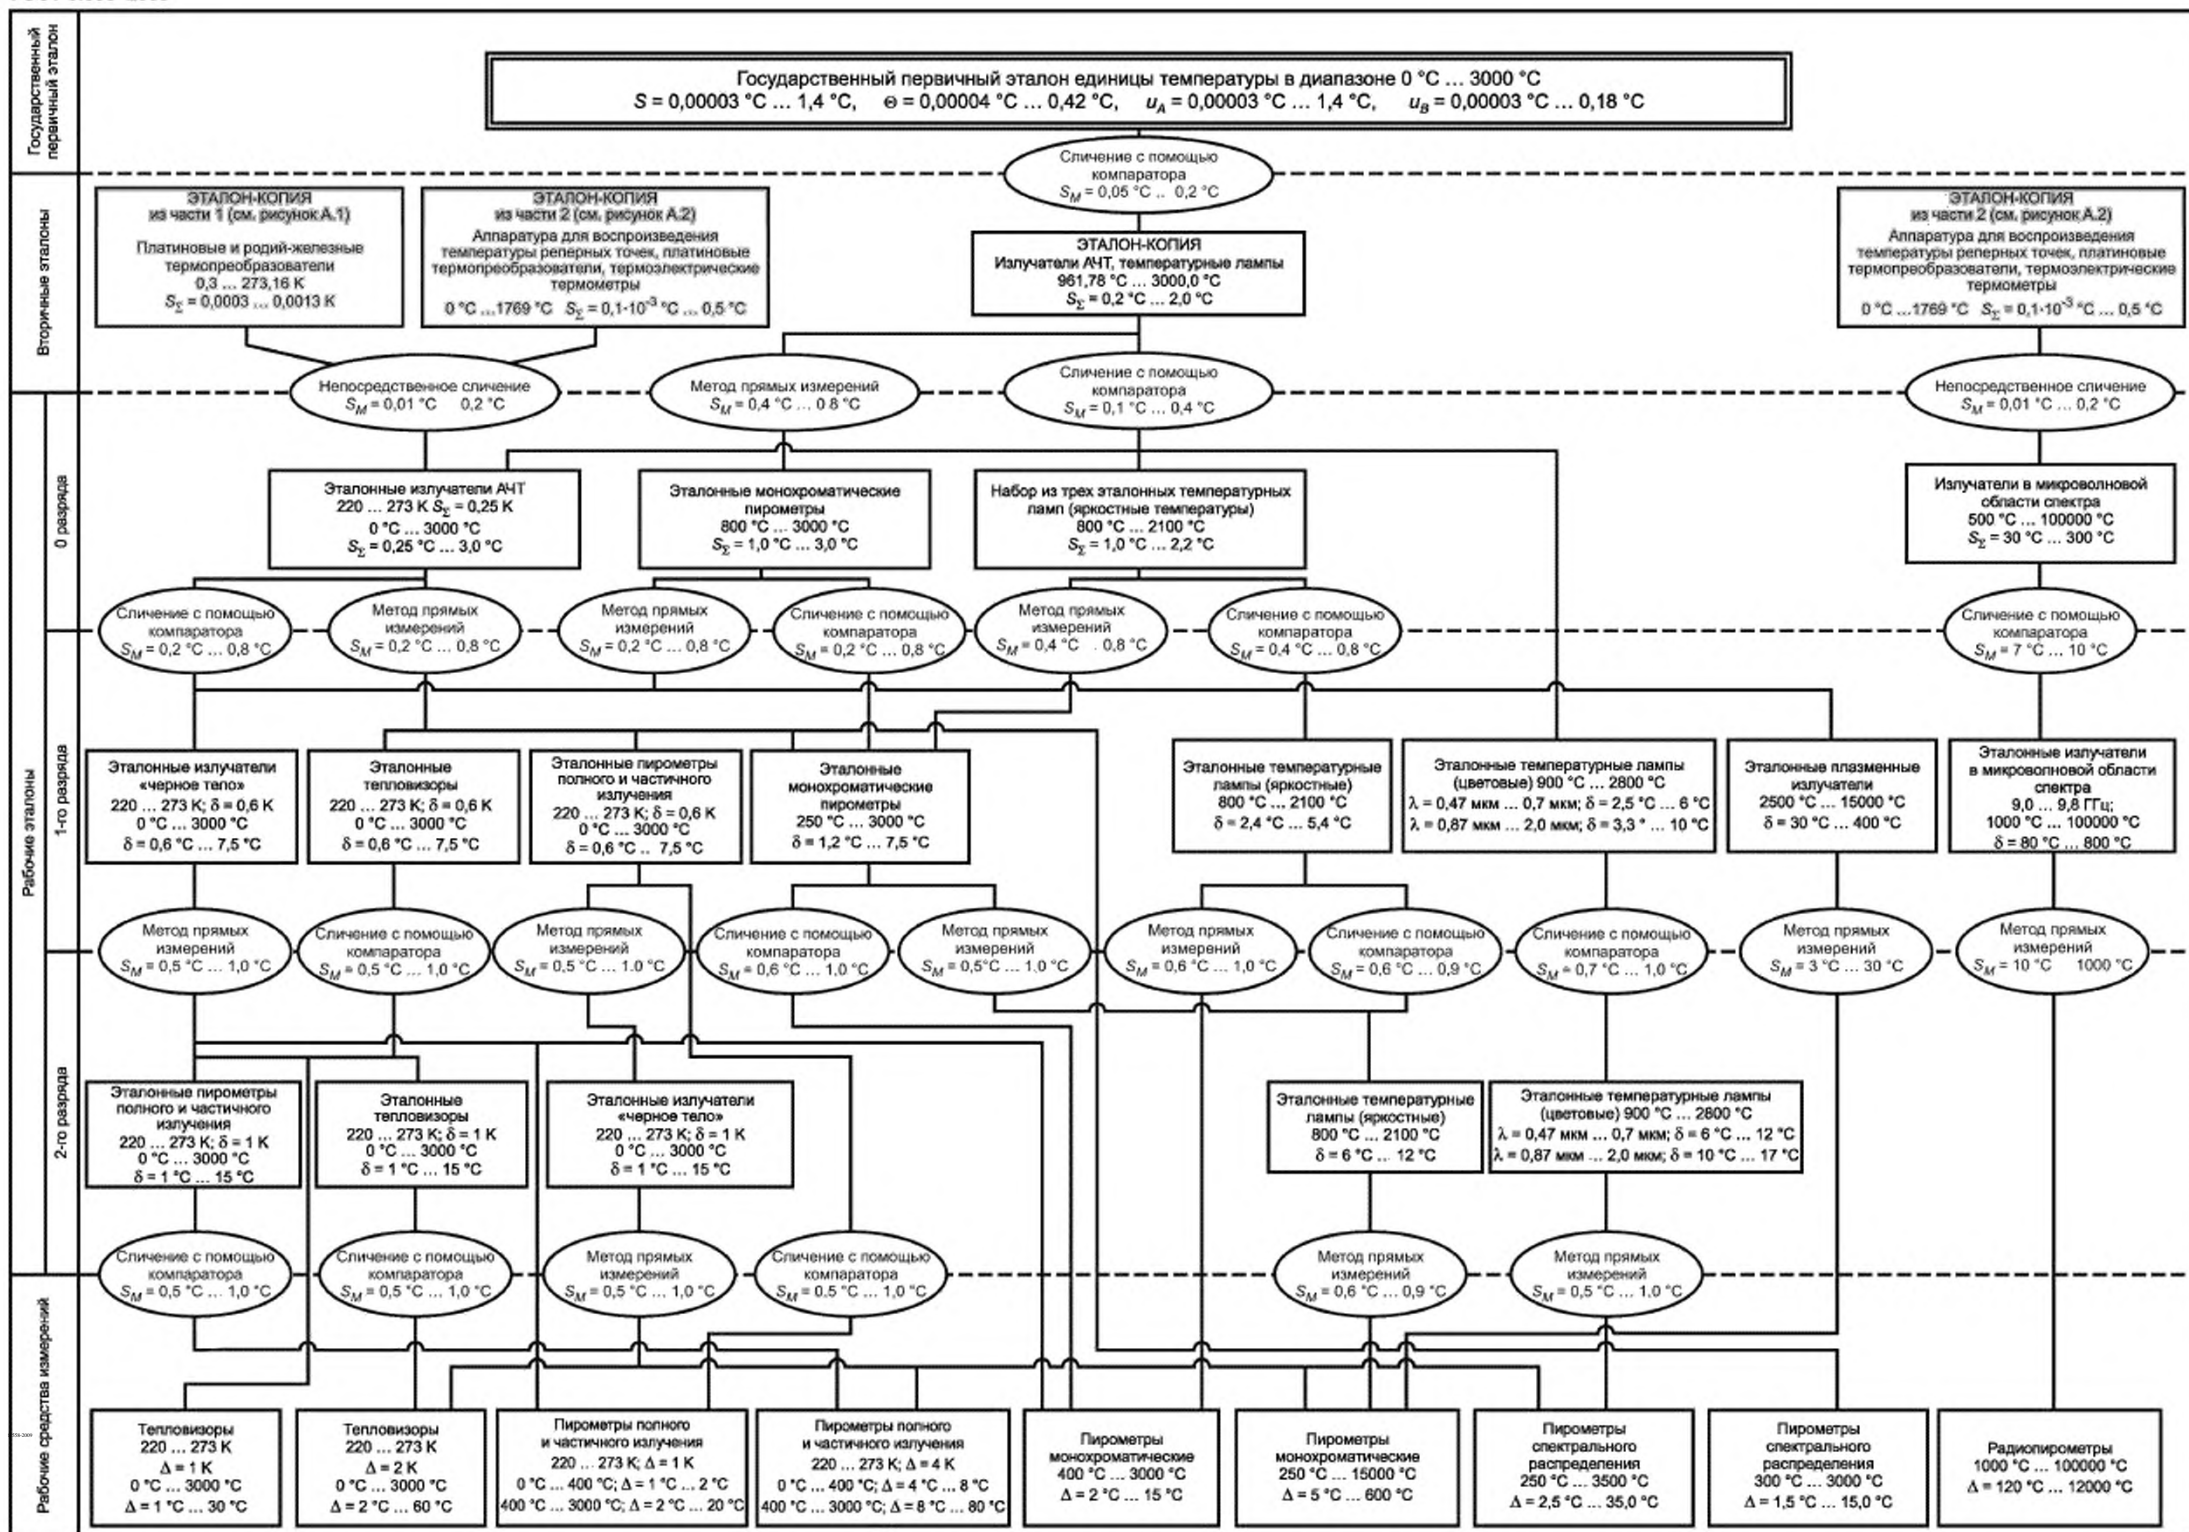 Государственный
первичный эталон
Государственный первичный эталон единицы температуры в диапазоне 0 °С ... 3000 °С
S = 0,00003 °С ... 1,4 °С, Θ = 0,00004 °С ... 0,42 °С, uA = 0,00003 °С ... 1,4 °С, uB = 0,00003 °С ... 0,18 °С
Сличение с помощью
компаратора
SM = 0,05 °С .. 0,2 °С
Вторичные эталоны
ЭТАЛОН-КОПИЯ
из части 1 (см. рисунок А.1)
Платиновые и родий-железные
термопреобразователи
0,3 ... 273,16 К
SΣ = 0,0003 ... 0,0013 К
ЭТАЛОН-КОПИЯ
из части 2 (см. рисунок А.2)
Аппаратура для воспроизведения
температуры реперных точек, платиновые
термопреобразователи, термоэлектрические
термометры
0 °С ...1769 °С SΣ = 0,1·10⁻³ °С ... 0,5 °С
ЭТАЛОН-КОПИЯ
Излучатели АЧТ, температурные лампы
961,78 °С ... 3000,0 °С
SΣ = 0,2 °С ... 2,0 °С
ЭТАЛОН-КОПИЯ
из части 2 (см. рисунок А.2)
Аппаратура для воспроизведения
температуры реперных точек, платиновые
термопреобразователи, термоэлектрические
термометры
0 °С ...1769 °С SΣ = 0,1·10⁻³ °С ... 0,5 °С
Непосредственное сличение
SM = 0,01 °С 0,2 °С
Метод прямых измерений
SM = 0,4 °С ... 0 8 °С
Сличение с помощью
компаратора
SM = 0,1 °С ... 0,4 °С
Непосредственное сличение
SM = 0,01 °С ... 0,2 °С
Рабочие эталоны
0 разряда
Эталонные излучатели АЧТ
220 ... 273 К SΣ = 0,25 К
0 °С ... 3000 °С
SΣ = 0,25 °С ... 3,0 °С
Эталонные монохроматические
пирометры
800 °С ... 3000 °С
SΣ = 1,0 °С ... 3,0 °С
Набор из трех эталонных температурных
ламп (яркостные температуры)
800 °С ... 2100 °С
SΣ = 1,0 °С ... 2,2 °С
Излучатели в микроволновой
области спектра
500 °С ... 100000 °С
SΣ = 30 °С ... 300 °С
Сличение с помощью
компаратора
SM = 0,2 °С ... 0,8 °С
Метод прямых
измерений
SM = 0,2 °С ... 0,8 °С
Метод прямых
измерений
SM = 0,2 °С ... 0,8 °С
Сличение с помощью
компаратора
SM = 0,2 °С ... 0,8 °С
Метод прямых
измерений
SM = 0,4 °С . 0,8 °С
Сличение с помощью
компаратора
SM = 0,4 °С ... 0,8 °С
Сличение с помощью
компаратора
SM = 7 °С ... 10 °С
1-го разряда
Эталонные излучатели
«черное тело»
220 ... 273 К; δ = 0,6 К
0 °С ... 3000 °С
δ = 0,6 °С ... 7,5 °С
Эталонные
тепловизоры
220 ... 273 К; δ = 0,6 К
0 °С ... 3000 °С
δ = 0,6 °С ... 7,5 °С
Эталонные пирометры
полного и частичного
излучения
220 ... 273 К; δ = 0,6 К
0 °С ... 3000 °С
δ = 0,6 °С .. 7,5 °С
Эталонные
монохроматические
пирометры
250 °С ... 3000 °С
δ = 1,2 °С ... 7,5 °С
Эталонные температурные
лампы (яркостные)
800 °С ... 2100 °С
δ = 2,4 °С ... 5,4 °С
Эталонные температурные лампы
(цветовые) 900 °С ... 2800 °С
λ = 0,47 мкм ... 0,7 мкм; δ = 2,5 °С ... 6 °С
λ = 0,87 мкм ... 2,0 мкм; δ = 3,3 ° ... 10 °С
Эталонные плазменные
излучатели
2500 °С ... 15000 °С
δ = 30 °С ... 400 °С
Эталонные излучатели
в микроволновой области
спектра
9,0 ... 9,8 ГГц;
1000 °С ... 100000 °С
δ = 80 °С ... 800 °С
Метод прямых
измерений
SM = 0,5 °С ... 1,0 °С
Сличение с помощью
компаратора
SM = 0,5 °С ... 1,0 °С
Метод прямых
измерений
SM = 0,5 °С ... 1.0 °С
Сличение с помощью
компаратора
SM = 0,6 °С ... 1,0 °С
Метод прямых
измерений
SM = 0,5°С ... 1,0 °С
Метод прямых
измерений
SM = 0,6 °С ... 1,0 °С
Сличение с помощью
компаратора
SM = 0,6 °С ... 0,9 °С
Сличение с помощью
компаратора
SM = 0,7 °С ... 1,0 °С
Метод прямых
измерений
SM = 3 °С ... 30 °С
Метод прямых
измерений
SM = 10 °С 1000 °С
2-го разряда
Эталонные пирометры
полного и частичного
излучения
220 ... 273 К; δ = 1 К
0 °С ... 3000 °С
δ = 1 °С ... 15 °С
Эталонные
тепловизоры
220 ... 273 К; δ = 1 К
0 °С ... 3000 °С
δ = 1 °С ... 15 °С
Эталонные излучатели
«черное тело»
220 ... 273 К; δ = 1 К
0 °С ... 3000 °С
δ = 1 °С ... 15 °С
Эталонные температурные
лампы (яркостные)
800 °С ... 2100 °С
δ = 6 °С ... 12 °С
Эталонные температурные лампы
(цветовые) 900 °С ... 2800 °С
λ = 0,47 мкм ... 0,7 мкм; δ = 6 °С ... 12 °С
λ = 0,87 мкм ... 2,0 мкм; δ = 10 °С ... 17 °С
Сличение с помощью
компаратора
SM = 0,5 °С ... 1,0 °С
Сличение с помощью
компаратора
SM = 0,5 °С ... 1,0 °С
Метод прямых
измерений
SM = 0,5 °С ... 1,0 °С
Сличение с помощью
компаратора
SM = 0,5 °С ... 1,0 °С
Метод прямых
измерений
SM = 0,6 °С ... 0,9 °С
Метод прямых
измерений
SM = 0,5 °С ... 1,0 °С
Рабочие средства измерений
Тепловизоры
220 ... 273 К
Δ = 1 К
0 °С ... 3000 °С
Δ = 1 °С ... 30 °С
Тепловизоры
220 ... 273 К
Δ = 2 К
0 °С ... 3000 °С
Δ = 2 °С ... 60 °С
Пирометры полного
и частичного излучения
220 ... 273 К; Δ = 1 К
0 °С ... 400 °С; Δ = 1 °С ... 2 °С
400 °С ... 3000 °С; Δ = 2 °С ... 20 °С
Пирометры полного
и частичного излучения
220 ... 273 К; Δ = 4 К
0 °С ... 400 °С; Δ = 4 °С ... 8 °С
400 °С ... 3000 °С; Δ = 8 °С ... 80 °С
Пирометры
монохроматические
400 °С ... 3000 °С
Δ = 2 °С ... 15 °С
Пирометры
монохроматические
250 °С ... 15000 °С
Δ = 5 °С ... 600 °С
Пирометры
спектрального
распределения
250 °С ... 3500 °С
Δ = 2,5 °С ... 35,0 °С
Пирометры
спектрального
распределения
300 °С ... 3000 °С
Δ = 1,5 °С ... 15,0 °С
Радиопирометры
1000 °С ... 100000 °С
Δ = 120 °С ... 12000 °С